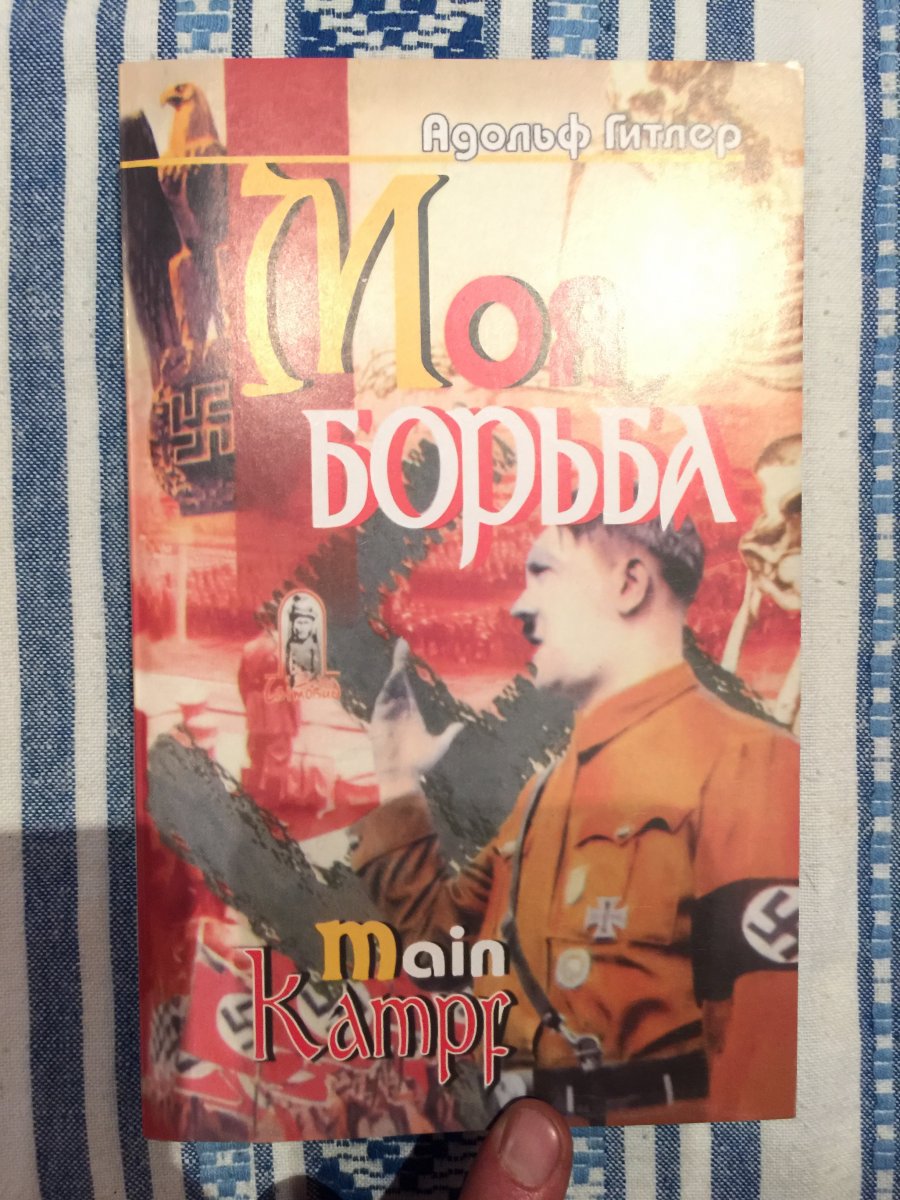 Адольф Гитлер
Моя
борьба
main
Kampf